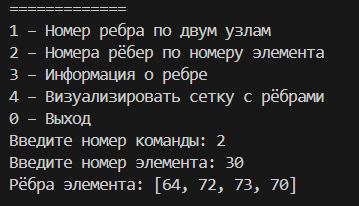 =============
1 – Номер ребра по двум узлам
2 – Номера рёбер по номеру элемента
3 – Информация о ребре
4 – Визуализировать сетку с рёбрами
0 – Выход
Введите номер команды: 2
Введите номер элемента: 30
Рёбра элемента: [64, 72, 73, 70]